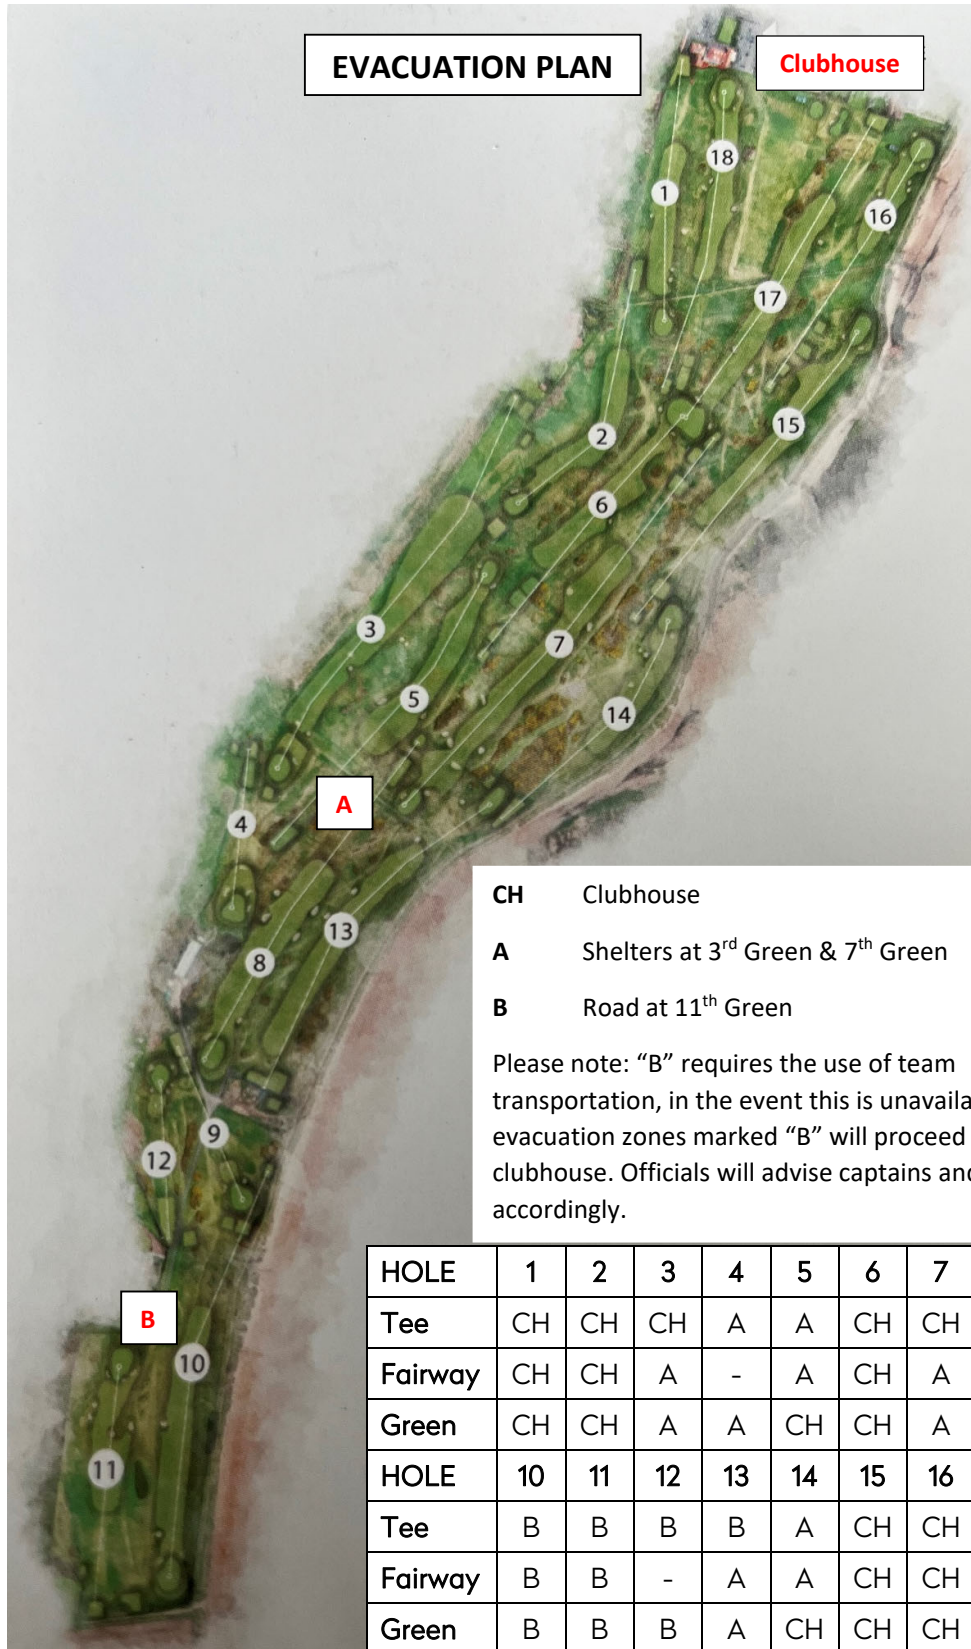 EVACUATION PLAN
Clubhouse
1
18
16
17
15
2
6
3
7
5
14
A
4
13
8
9
12
B
10
11
CH Clubhouse
A Shelters at 3rd Green & 7th Green
B Road at 11th Green
Please note: “B” requires the use of team
transportation, in the event this is unavaila
evacuation zones marked “B” will proceed
clubhouse. Officials will advise captains and
accordingly.
HOLE 1 2 3 4 5 6 7
Tee CH CH CH A A CH CH
Fairway CH CH A - A CH A
Green CH CH A A CH CH A
HOLE 10 11 12 13 14 15 16
Tee B B B B A CH CH
Fairway B B - A A CH CH
Green B B B A CH CH CH